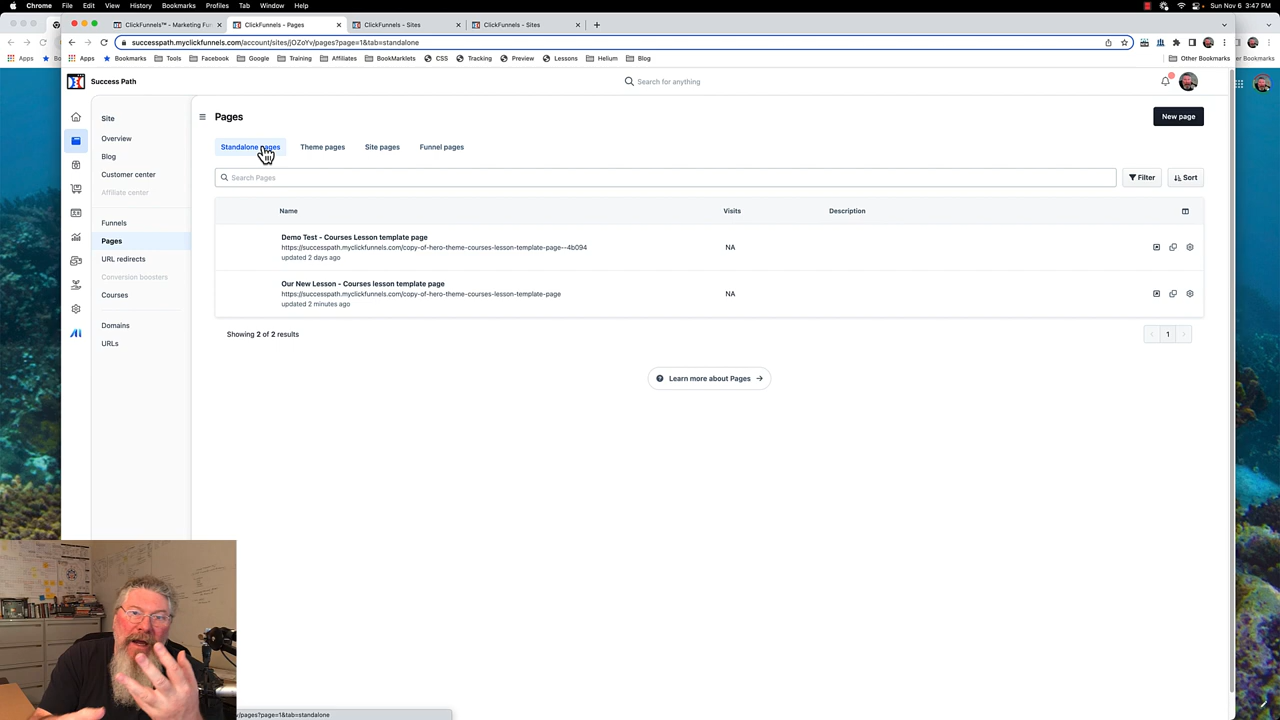 Chrome File Edit View History Bookmarks Profiles Tab Window Help
Sun Nov 6 3:47 PM
ClickFunnels™ - Marketing Fu
ClickFunnels - Pages
ClickFunnels - Sites
ClickFunnels - Sites
successpath.myclickfunnels.com/account/sites/jOZoYv/pages?page=1&tab=standalone
Apps
Bo
Apps
Bookmarks
Tools
Facebook
Google
Training
Affiliates
BookMarklets
CSS
Tracking
Preview
Lessons
Helium
Blog
Other Bookmarks
er Bookmarks
Success Path
Search for anything
Site
Overview
Blog
Customer center
Affiliate center
Funnels
Pages
URL redirects
Conversion boosters
Courses
Domains
URLs
Pages
New page
Standalone pages
Theme pages
Site pages
Funnel pages
Search Pages
Filter
Sort
Name Visits Description
Demo Test - Courses Lesson template page
https://successpath.myclickfunnels.com/copy-of-hero-theme-courses-lesson-template-page--4b094
updated 2 days ago
NA
Our New Lesson - Courses lesson template page
https://successpath.myclickfunnels.com/copy-of-hero-theme-courses-lesson-template-page
updated 2 minutes ago
NA
Showing 2 of 2 results
1
Learn more about Pages
y/pages?page=1&tab=standalone